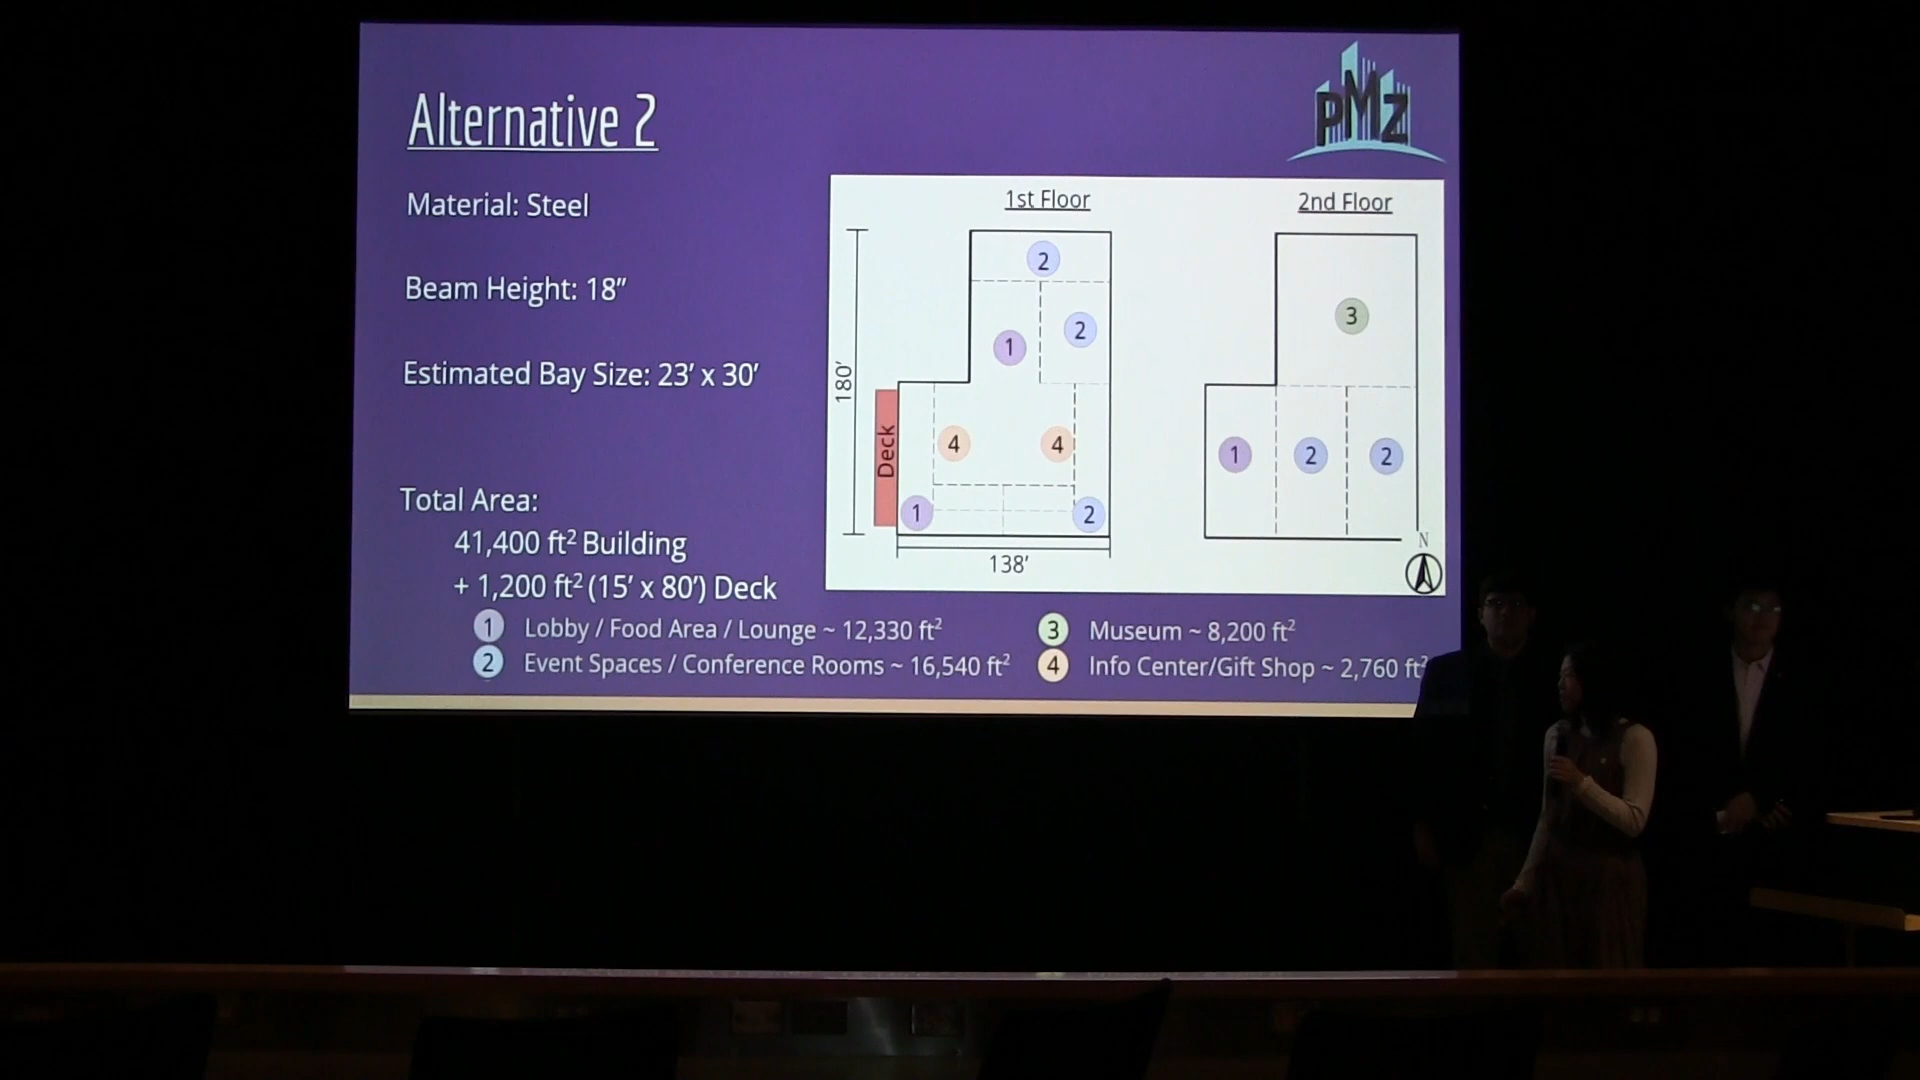 Alternative 2
PMZ
Material: Steel
Beam Height: 18”
Estimated Bay Size: 23’ x 30’
Total Area:
41,400 ft² Building
+ 1,200 ft² (15’ x 80’) Deck
1st Floor
2nd Floor
2
2
1
180’
Deck
4
4
1
2
138’
3
1
2
2
N
1 Lobby / Food Area / Lounge ~ 12,330 ft²
2 Event Spaces / Conference Rooms ~ 16,540 ft²
3 Museum ~ 8,200 ft²
4 Info Center/Gift Shop ~ 2,760 ft²